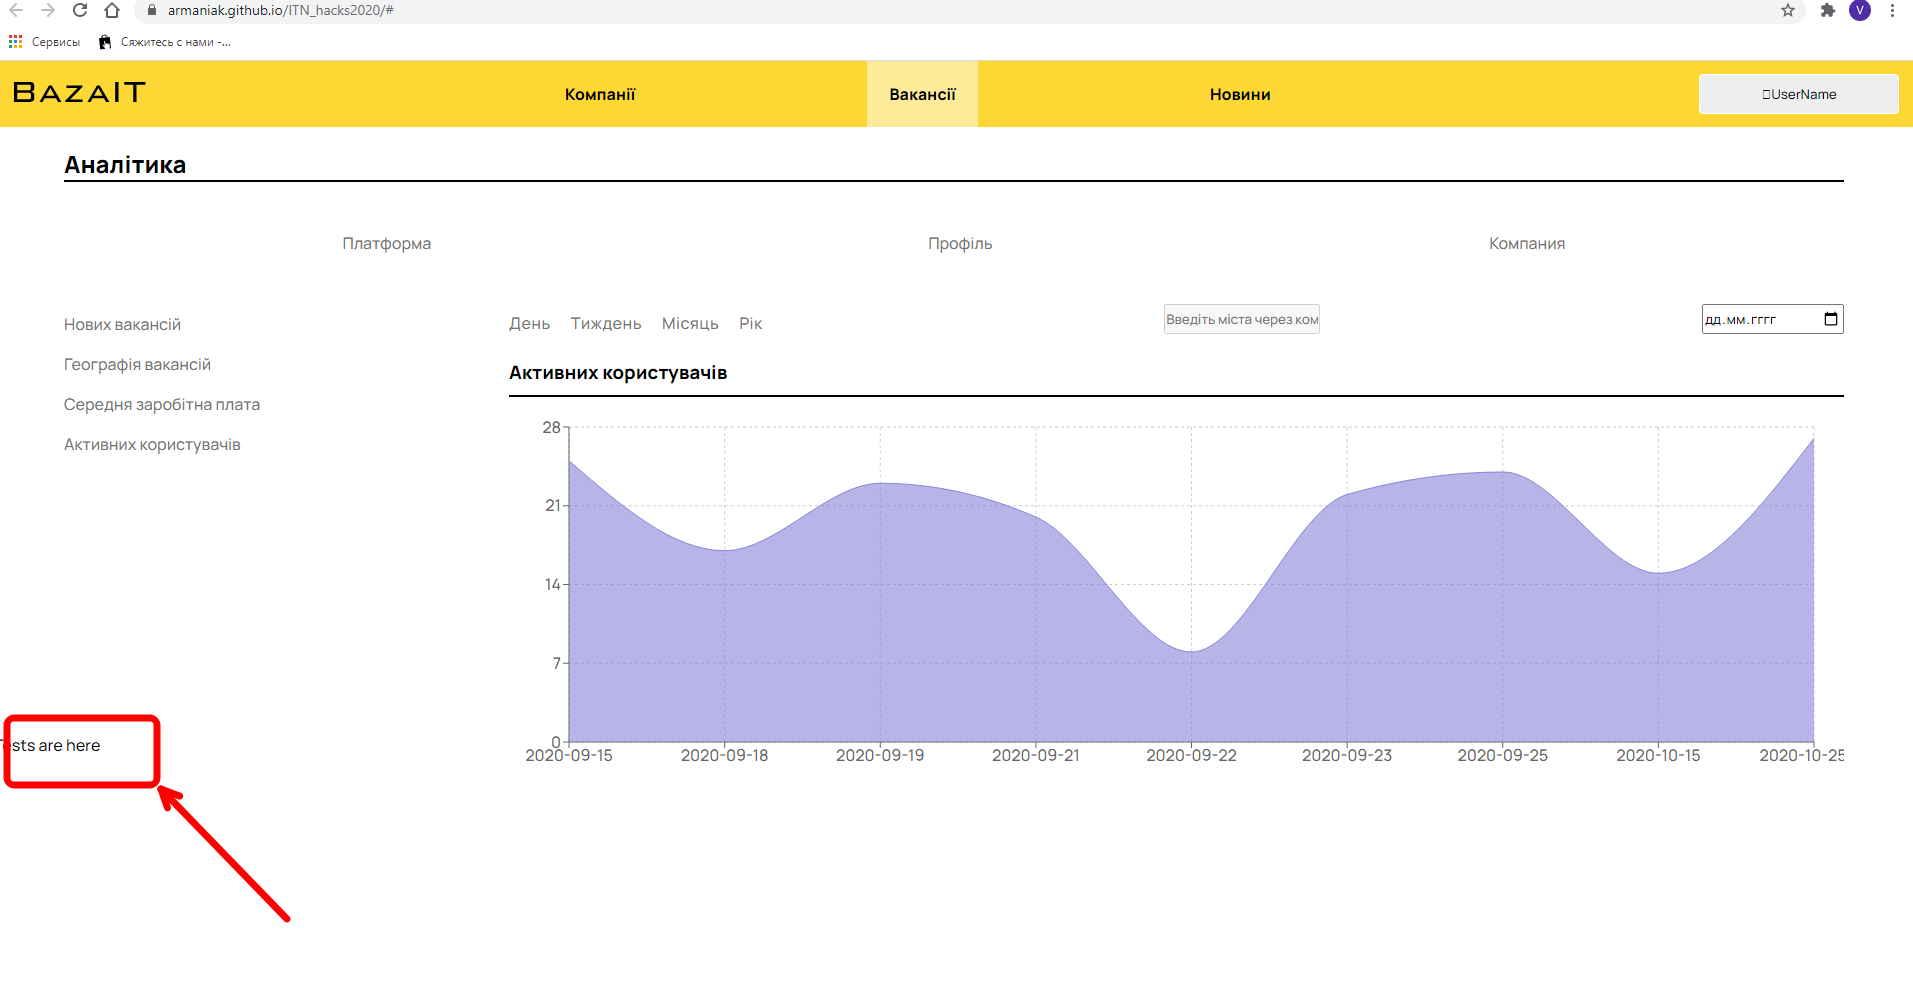 armaniak.github.io/ITN_hacks2020/#
V
Сервисы
Сяжитесь с нами -...
BAZAIT
Компанії
Вакансії
Новини
UserName
Аналітика
Платформа
Профіль
Компания
Нових вакансій
Географія вакансій
Середня заробітна плата
Активних користувачів
День Тиждень Місяць Рік
Введіть міста через ком
дд.мм.гггг
Активних користувачів
28
21
14
7
0
2020-09-15 2020-09-18 2020-09-19 2020-09-21 2020-09-22 2020-09-23 2020-09-25 2020-10-15 2020-10-25
Tests are here